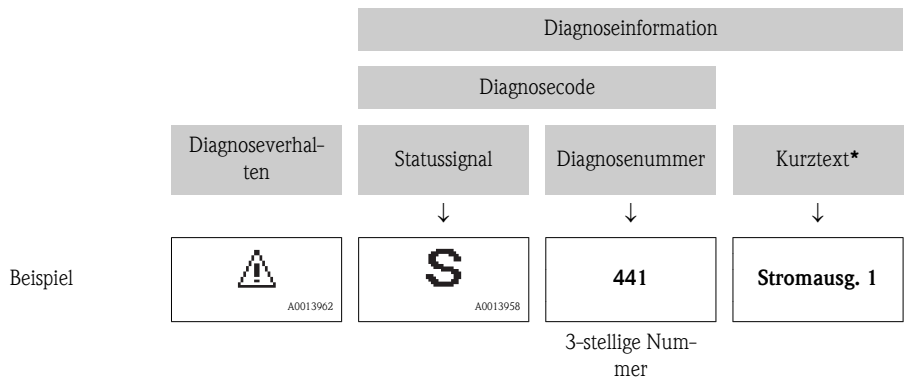 Diagnoseinformation
Diagnosecode
Diagnoseverhal-
ten
Statussignal
Diagnosenummer
Kurztext*
↓ ↓ ↓
Beispiel
A0013962
S
A0013958
441
Stromausg. 1
3-stellige Num-
mer